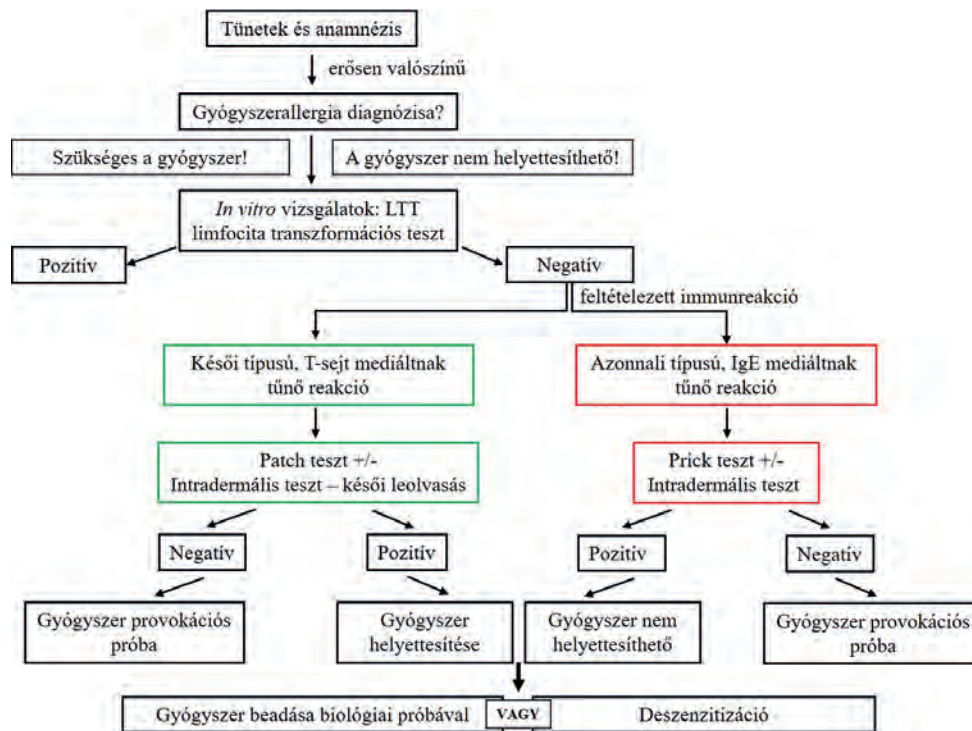 Tünetek és anamnézis
erősen valószínű
Gyógyszerallergia diagnózisa?
Szükséges a gyógyszer!
A gyógyszer nem helyettesíthető!
In vitro vizsgálatok: LTT
limfocita transzformációs teszt
Pozitív
Negatív
feltételezett immunreakció
Késői típusú, T-sejt mediáltnak
tűnő reakció
Azonnali típusú, IgE mediáltnak
tűnő reakció
Patch teszt +/-
Intradermális teszt – késői leolvasás
Prick teszt +/-
Intradermális teszt
Negatív
Pozitív
Pozitív
Negatív
Gyógyszer provokációs
próba
Gyógyszer
helyettesítése
Gyógyszer nem
helyettesíthető
Gyógyszer provokációs
próba
Gyógyszer beadása biológiai próbával
VAGY
Deszenzitizáció